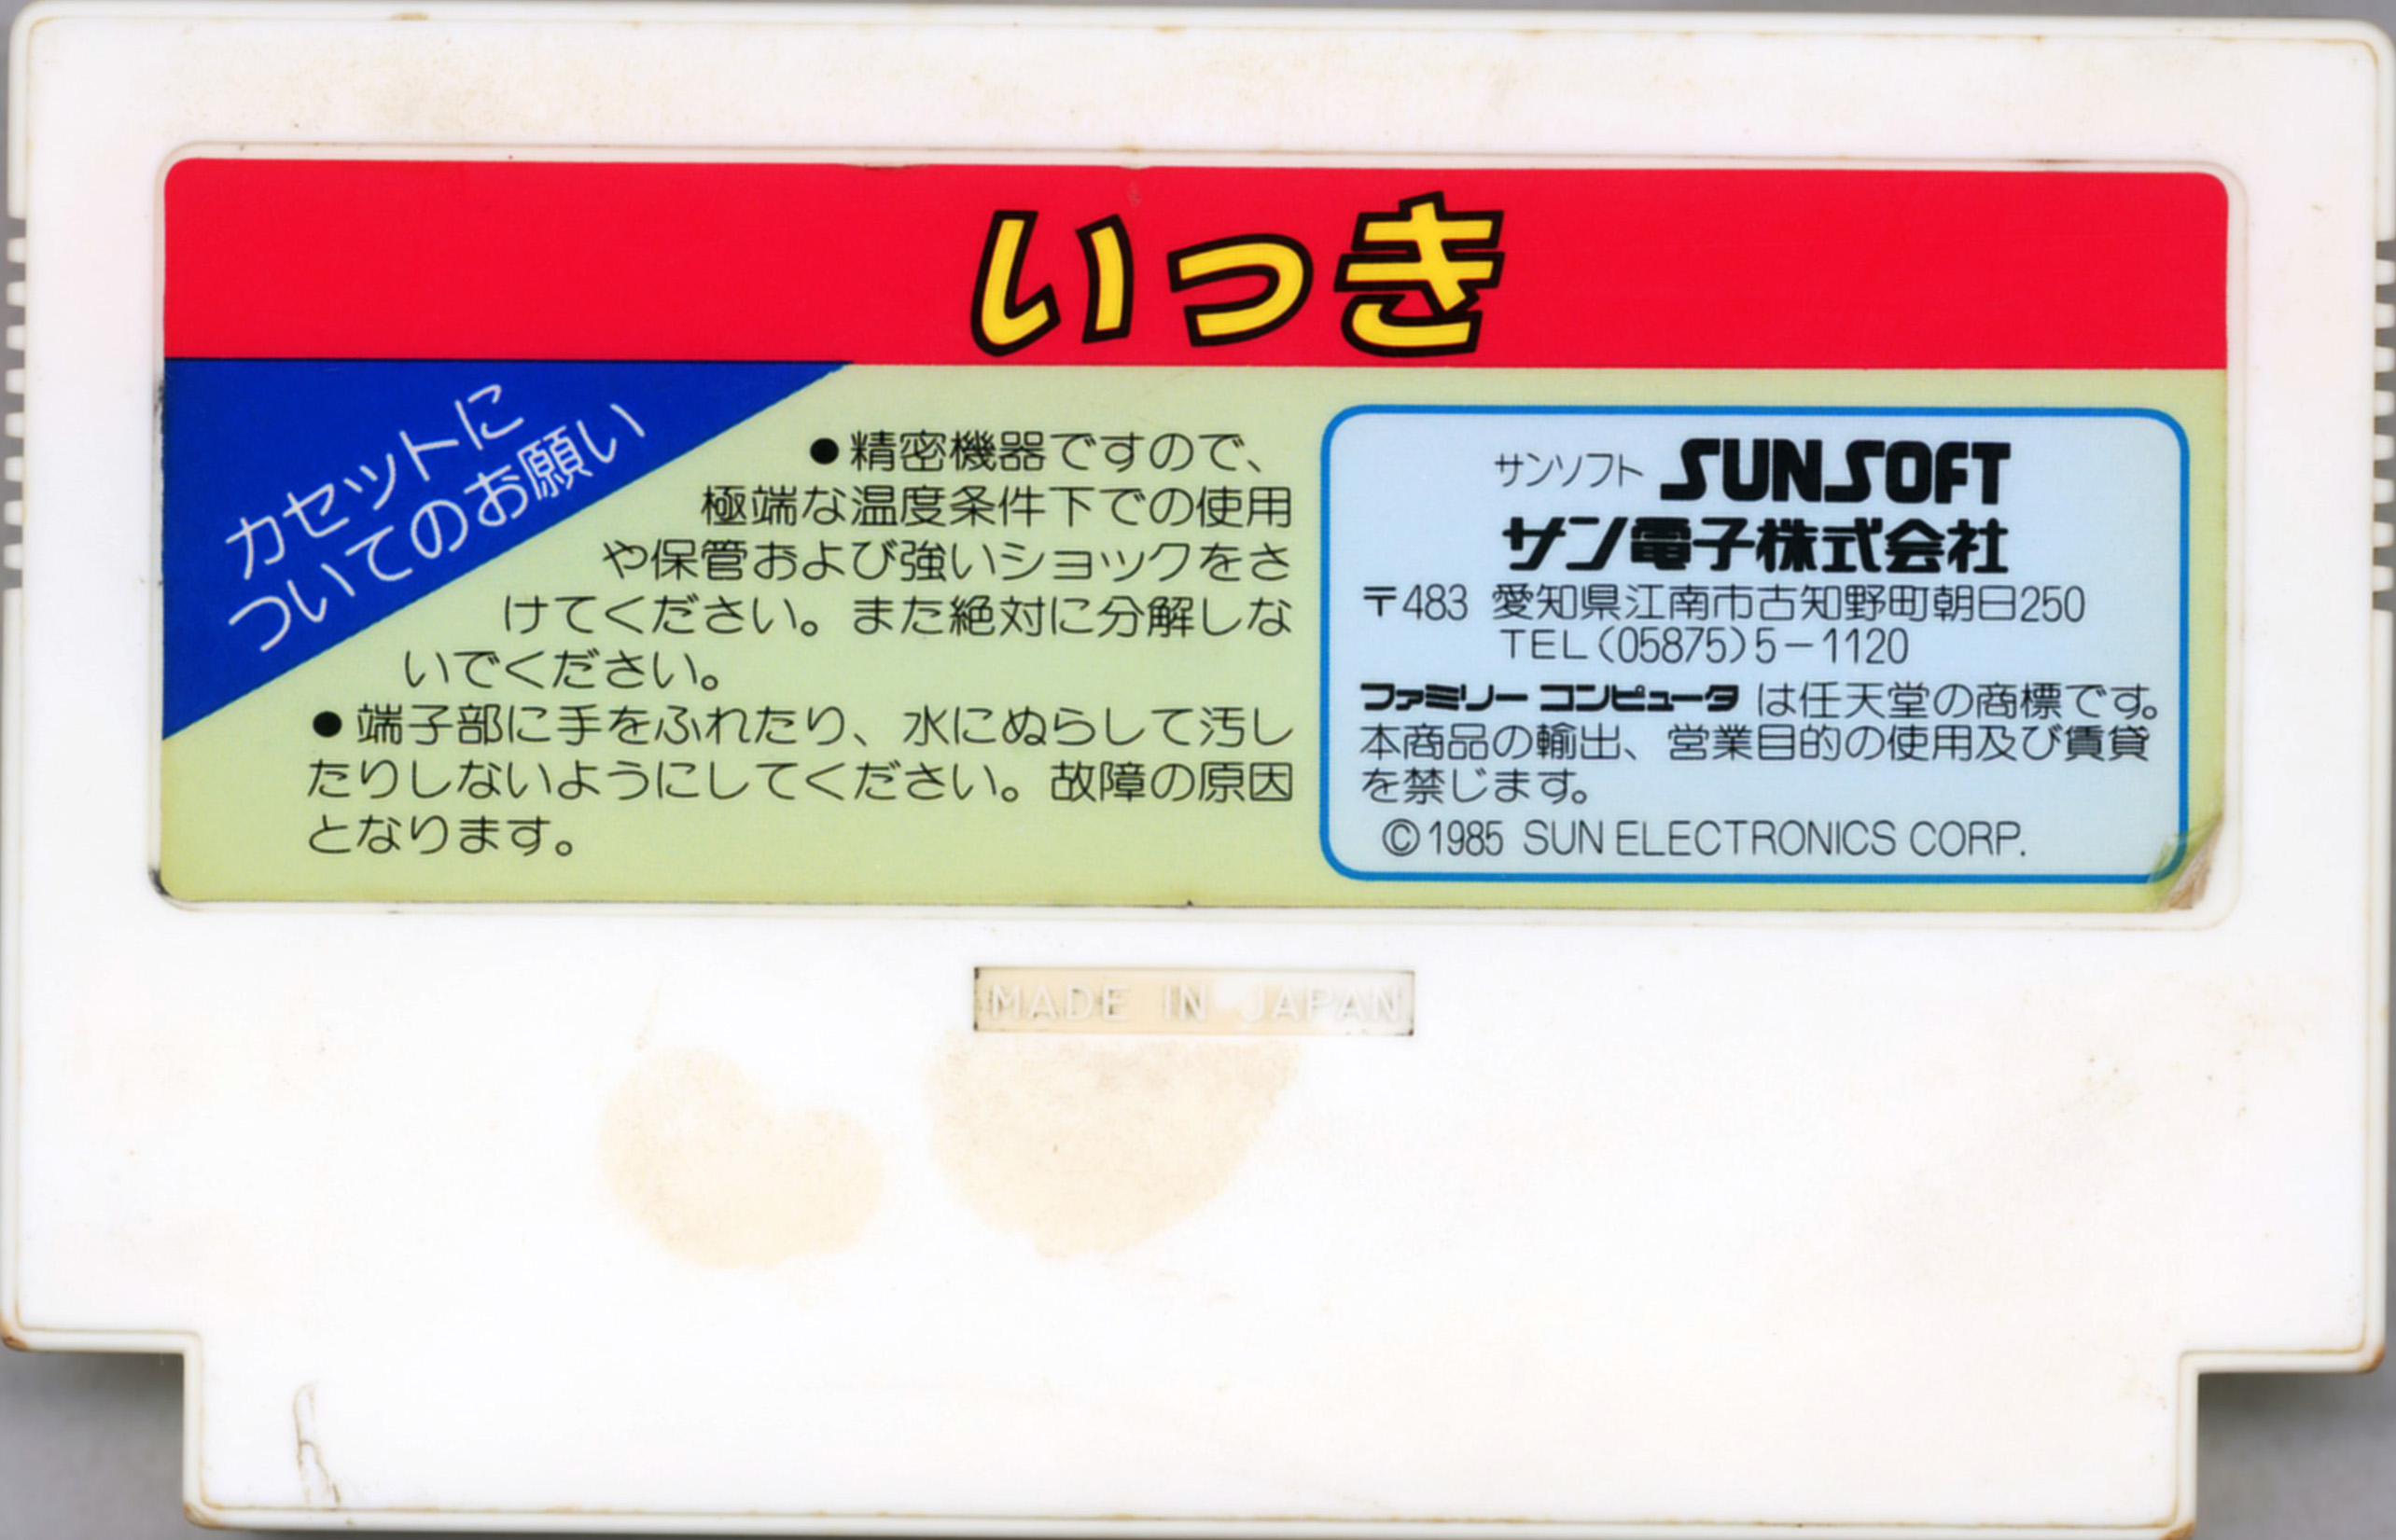 いっき
カセットに
ついてのお願い
●精密機器ですので、
極端な温度条件下での使用
や保管および強いショックをさ
けてください。また絶対に分解しな
いでください。
●端子部に手をふれたり、水にぬらして汚し
たりしないようにしてください。故障の原因
となります。
サンソフト SUNSOFT
サン電子株式会社
〒483 愛知県江南市古知野町朝日250
TEL(05875)5-1120
ファミリーコンピュータは任天堂の商標です。
本商品の輸出、営業目的の使用及び賃貸
を禁じます。
©1985 SUN ELECTRONICS CORP.
MADE IN JAPAN